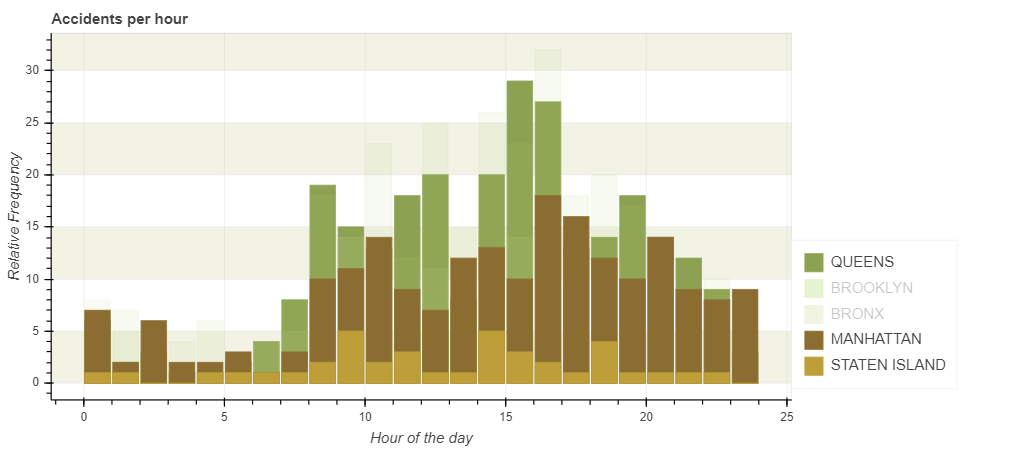 Accidents per hour
Relative Frequency
30
25
20
15
10
5
0
0 5 10 15 20 25
Hour of the day
QUEENS
BROOKLYN
BRONX
MANHATTAN
STATEN ISLAND